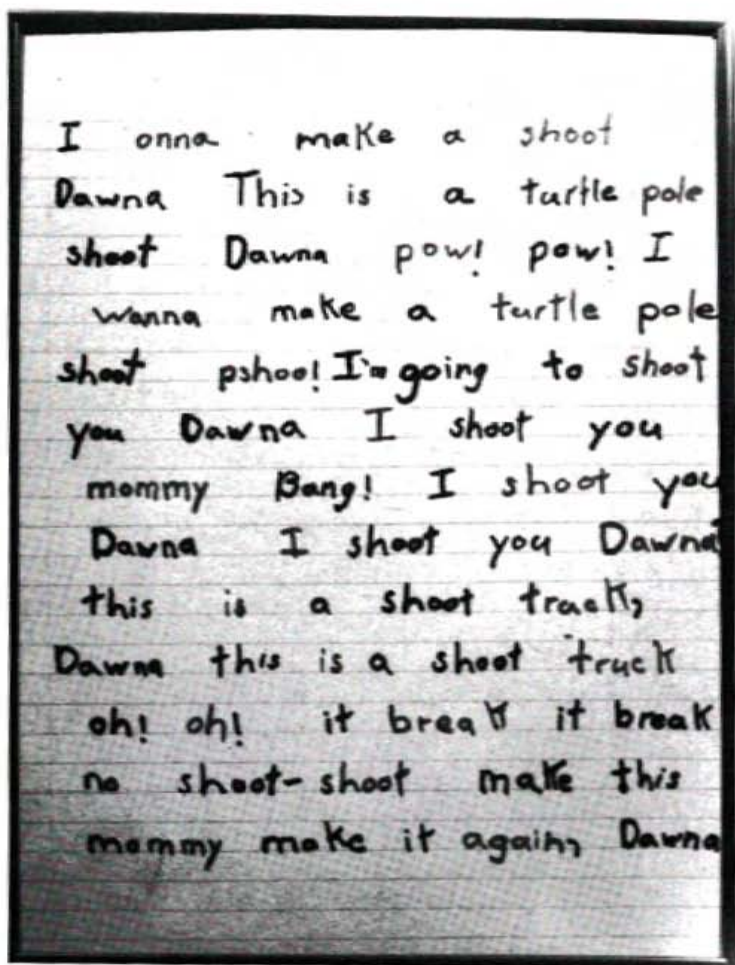 I onna make a shoot
Dawna This is a turtle pole
shoot Dawna pow! pow! I
wanna make a turtle pole
shoot pshoo! I'm going to shoot
you Dawna I shoot you
mommy Bang! I shoot you
Dawna I shoot you Dawna
this is a shoot track,
Dawna this is a shoot truck
oh! oh! it break it break
no shoot-shoot make this
mommy make it again, Dawna